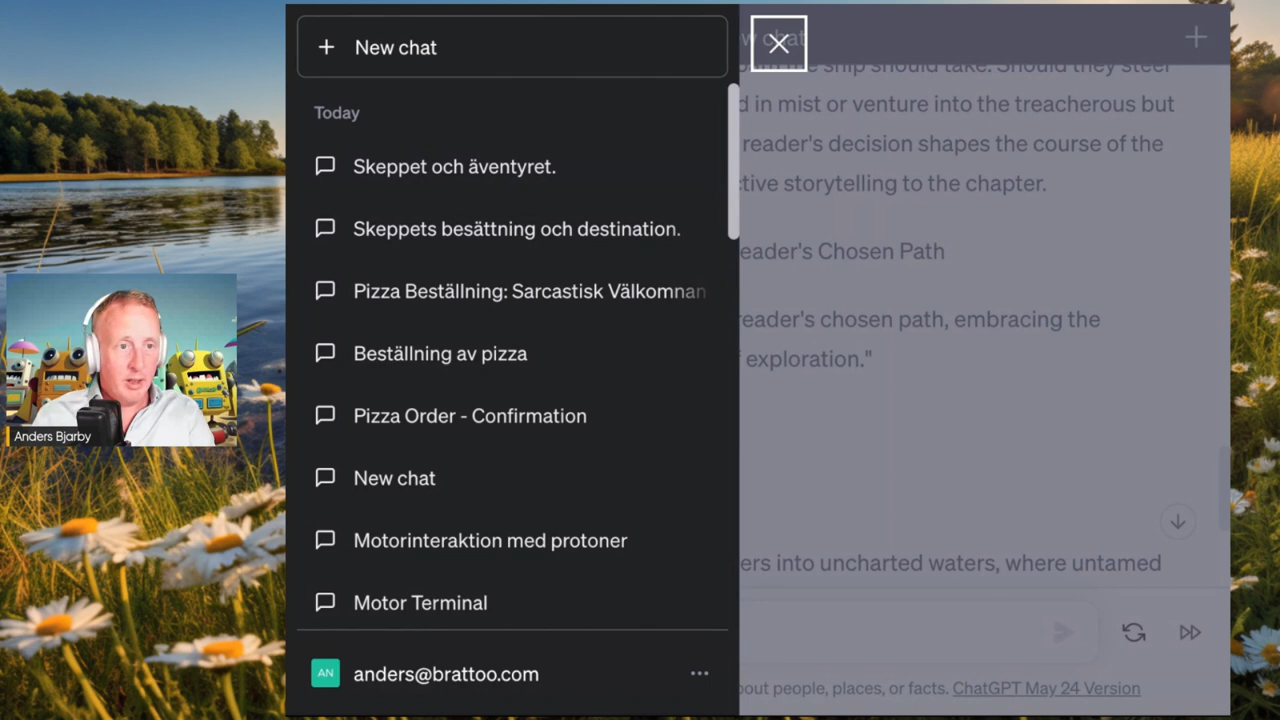 + New chat
Today
Skeppet och äventyret.
Skeppets besättning och destination.
Pizza Beställning: Sarcastisk Välkomnan
Beställning av pizza
Pizza Order - Confirmation
New chat
Motorinteraktion med protoner
Motor Terminal
AN anders@brattoo.com
w chat
ship should take. Should they steer
d in mist or venture into the treacherous but
reader's decision shapes the course of the
ctive storytelling to the chapter.
eader's Chosen Path
reader's chosen path, embracing the
exploration."
ers into uncharted waters, where untamed
bout people, places, or facts. ChatGPT May 24 Version
Anders Bjarby